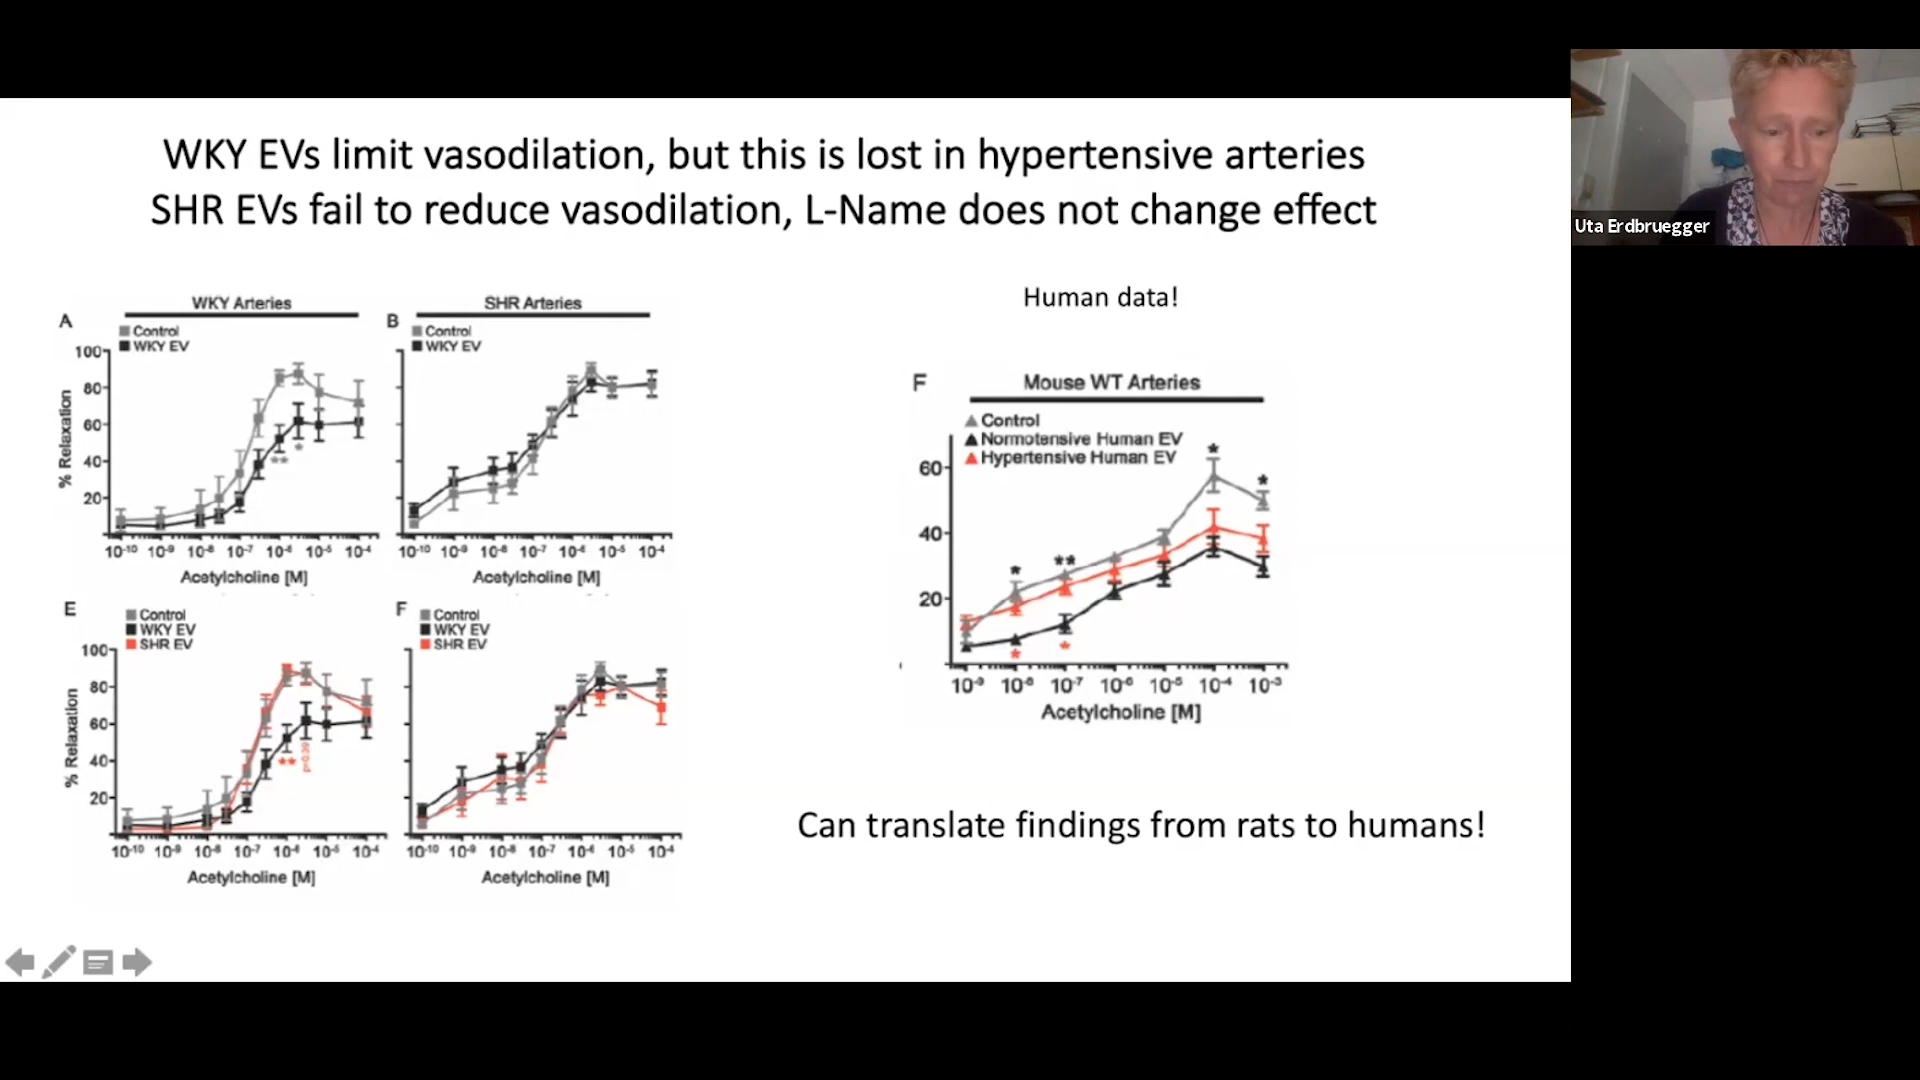 WKY EVs limit vasodilation, but this is lost in hypertensive arteries
SHR EVs fail to reduce vasodilation, L-Name does not change effect
Uta Erdbruegger
Human data!
WKY Arteries
A
Control
WKY EV
100
80
60
40
20
% Relaxation
10⁻¹⁰ 10⁻⁹ 10⁻⁸ 10⁻⁷ 10⁻⁶ 10⁻⁵ 10⁻⁴
Acetylcholine [M]
** *
SHR Arteries
B
Control
WKY EV
10⁻¹⁰ 10⁻⁹ 10⁻⁸ 10⁻⁷ 10⁻⁶ 10⁻⁵ 10⁻⁴
Acetylcholine [M]
E
Control
WKY EV
SHR EV
100
80
60
40
20
% Relaxation
**
10⁻¹⁰ 10⁻⁹ 10⁻⁸ 10⁻⁷ 10⁻⁶ 10⁻⁵ 10⁻⁴
Acetylcholine [M]
F
Control
WKY EV
SHR EV
10⁻¹⁰ 10⁻⁹ 10⁻⁸ 10⁻⁷ 10⁻⁶ 10⁻⁵ 10⁻⁴
Acetylcholine [M]
F
Mouse WT Arteries
Control
Normotensive Human EV
Hypertensive Human EV
60
40
20
* ** * *
* *
10⁻⁹ 10⁻⁸ 10⁻⁷ 10⁻⁶ 10⁻⁵ 10⁻⁴ 10⁻³
Acetylcholine [M]
Can translate findings from rats to humans!